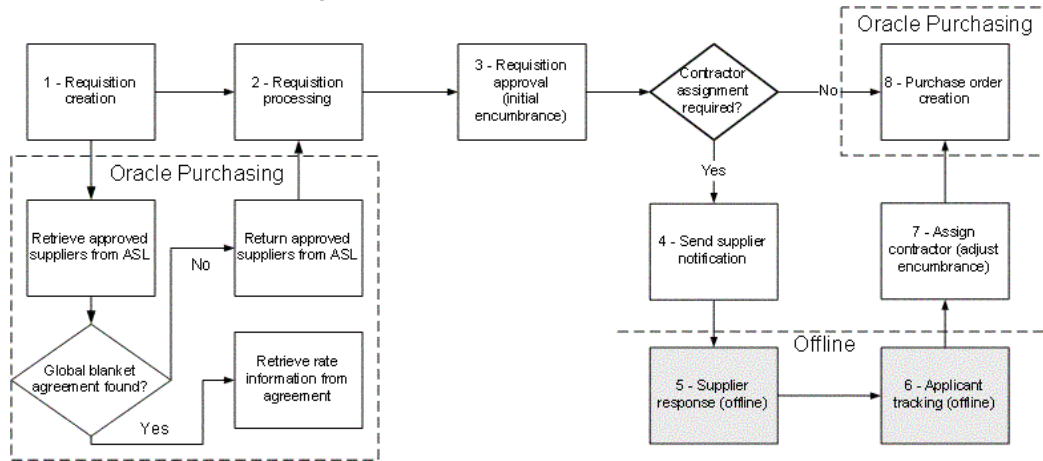 Oracle Purchasing
1 - Requisition
creation
2 - Requisition
processing
3 - Requisition
approval
(initial
encumbrance)
Contractor
assignment
required?
No
8 - Purchase order
creation
Oracle Purchasing
Yes
Retrieve approved
suppliers from ASL
No
Return approved
suppliers from ASL
4 - Send supplier
notification
7 - Assign
contractor (adjust
encumbrance)
Offline
Global blanket
agreement found?
Retrieve rate
information from
agreement
Yes
5 - Supplier
response (offline)
6 - Applicant
tracking (offline)